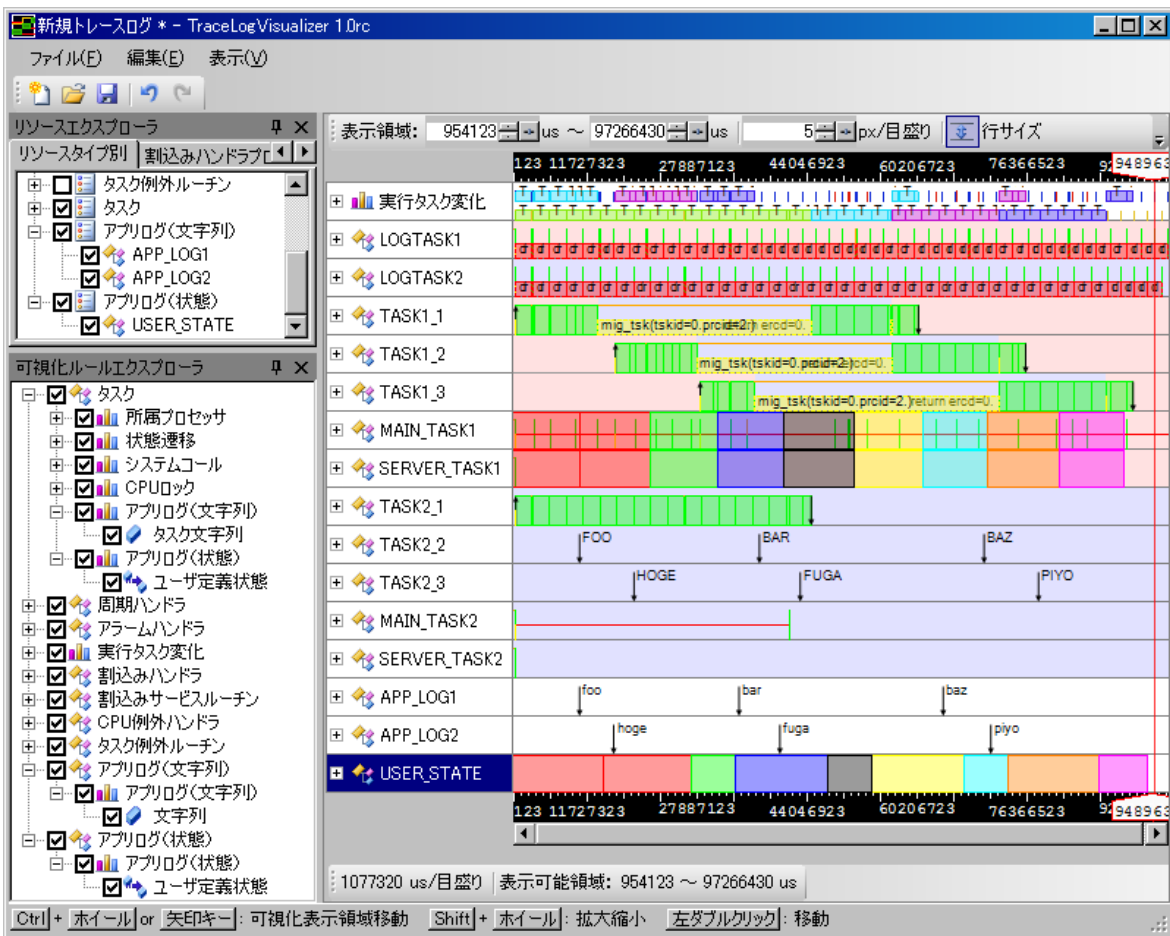 新規トレースログ * - TraceLogVisualizer 1.0rc
ファイル(F) 編集(E) 表示(V)
リソースエクスプローラ
リソースタイプ別 割込みハンドラプロ
タスク例外ルーチン
タスク
アプリログ(文字列)
APP_LOG1
APP_LOG2
アプリログ(状態)
USER_STATE
可視化ルールエクスプローラ
タスク
所属プロセッサ
状態遷移
システムコール
CPUロック
アプリログ(文字列)
タスク文字列
アプリログ(状態)
ユーザ定義状態
周期ハンドラ
アラームハンドラ
実行タスク変化
割込みハンドラ
割込みサービスルーチン
CPU例外ハンドラ
タスク例外ルーチン
アプリログ(文字列)
アプリログ(文字列)
文字列
アプリログ(状態)
アプリログ(状態)
ユーザ定義状態
表示領域: 954123 us ～ 97266430 us 5 px/目盛り 行サイズ
123 11727323 27887123 44046923 60206723 76366523 92 948963
実行タスク変化
LOGTASK1
LOGTASK2
TASK1_1
mig_tsk(tskid=0.prcid=2.)
TASK1_2
mig_tsk(tskid=0.prcid=2.)
TASK1_3
mig_tsk(tskid=0.prcid=2.)return ercd=0.
MAIN_TASK1
SERVER_TASK1
TASK2_1
TASK2_2 FOO BAR BAZ
TASK2_3 HOGE FUGA PIYO
MAIN_TASK2
SERVER_TASK2
APP_LOG1 foo bar baz
APP_LOG2 hoge fuga piyo
USER_STATE
123 11727323 27887123 44046923 60206723 76366523 92 948963
1077320 us/目盛り 表示可能領域: 954123 ～ 97266430 us
Ctrl + ホイール or 矢印キー : 可視化表示領域移動 Shift + ホイール : 拡大縮小 左ダブルクリック : 移動